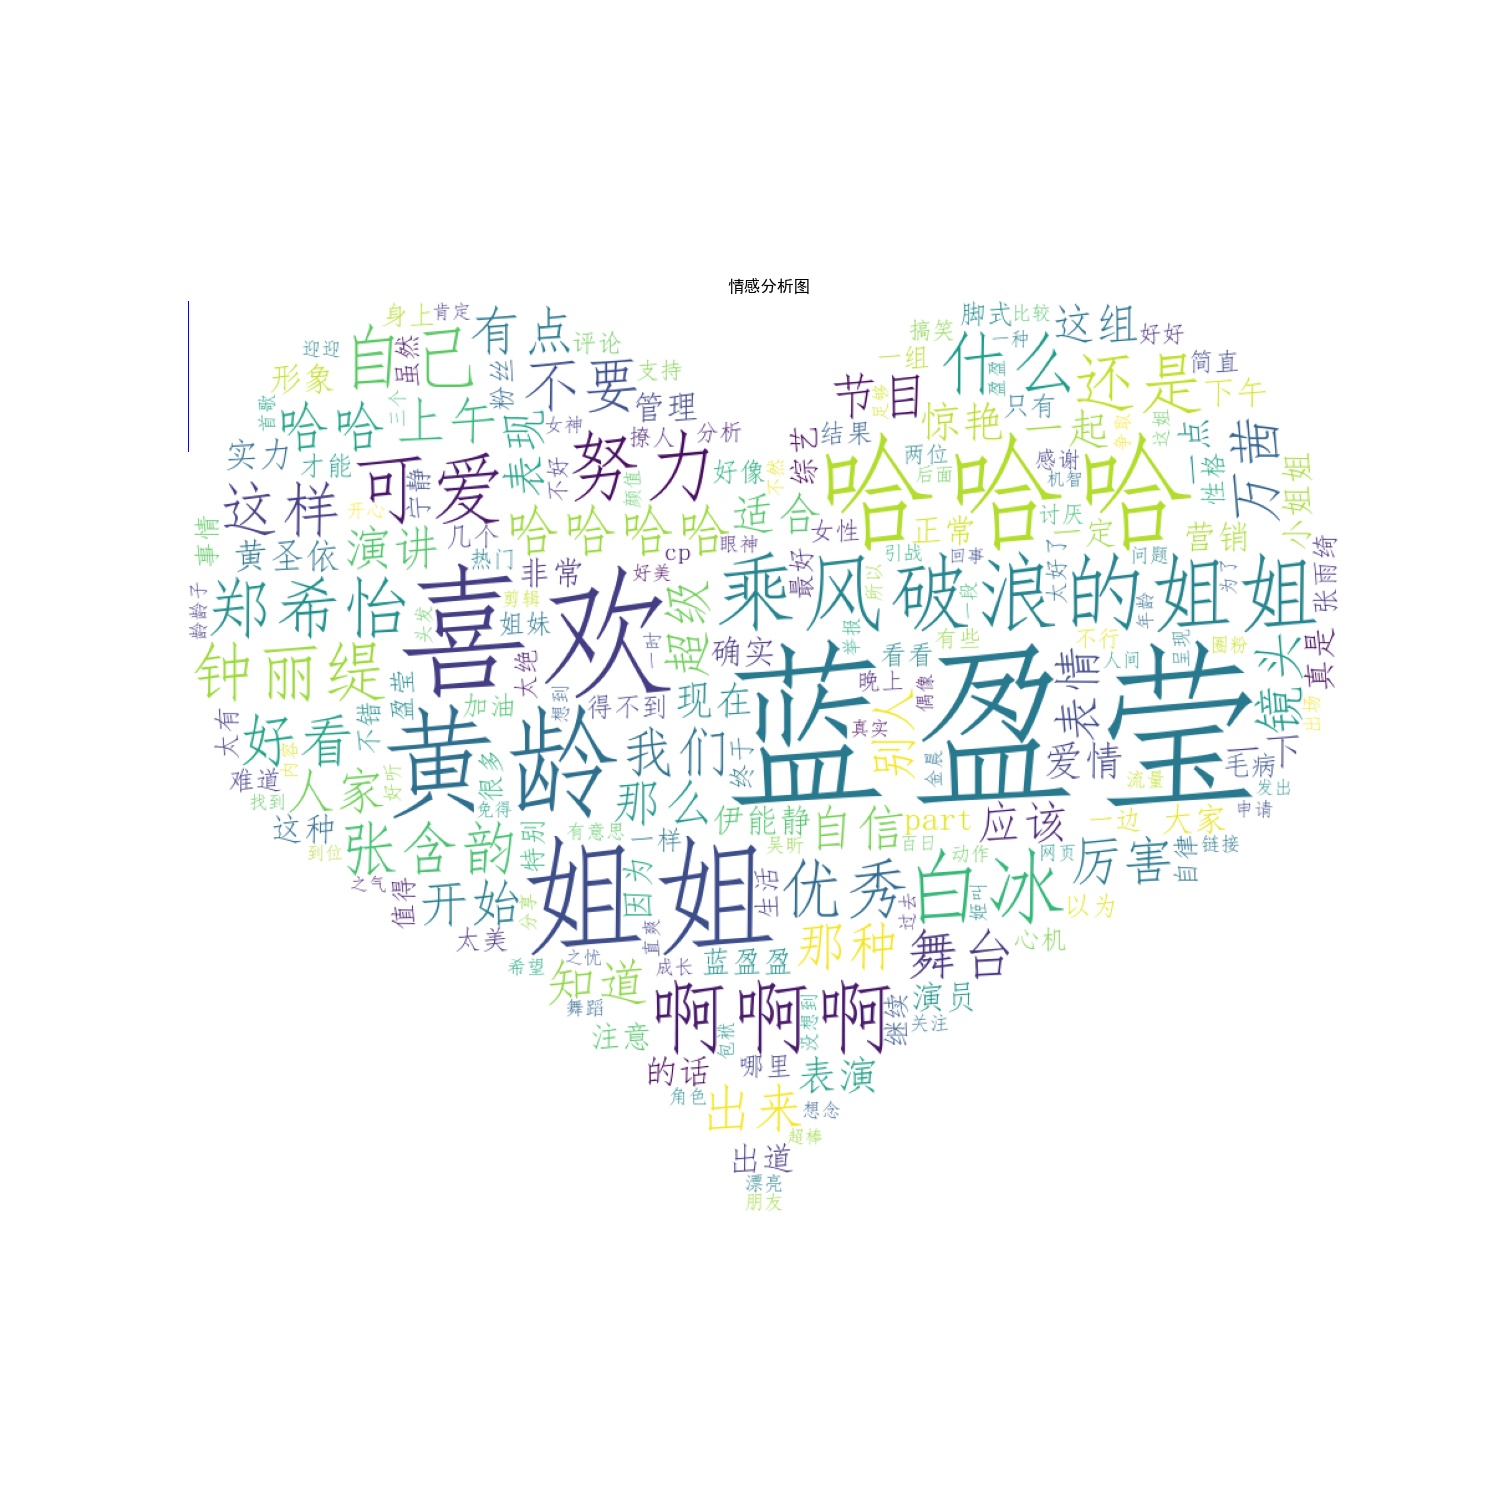 情感分析图
身上
肯定
有点
脚式
比较
这组
搞笑
一种
好好
迎迎
自己
虽然
评论
一组
什么
盈盈
还是
简直
形象
粉丝
不要
支持
节目
足够
只有
下午
首歌
哈哈
三个
上午
表现
女神
管理
惊艳
一起
争取
这姐
一点
万茜
撩人
分析
综艺
结果
实力
才能
可爱
宁静
不好
努力
颜值
好像
不然
哈哈哈
两位
后面
感谢
机智
性格
小姐姐
这样
开心
几个
哈哈哈哈
适合
女性
正常
讨厌
一定
营销
事情
黄圣依
演讲
热门
非常
cp
眼神
好美
最好
引战
回事
太好了
问题
为了
张雨绮
龄龄子
郑希怡
头发
喜欢
剪辑
姐妹
超级
乘风破浪的姐姐
所以
一段
年龄
钟丽缇
太绝
一时
确实
举报
有些
看看
不行
人间
呈现
圈粉
镜头
真是
盈莹
加油
想到
得不到
现在
蓝盈莹
晚上
偶像
表情
出场
太有
好看
不错
黄龄
我们
终于
真实
别人
金晨
爱情
毛病
一下
难道
内容
人家
好听
很多
那么
流量
发出
找到
免得
伊能静
自信
part
应该
一边
大家
申请
这种
到位
张含韵
特别
有意思
一样
吴昕
百日
动作
网页
厉害
自律
链接
之气
值得
开始
分享
姐姐
因为
生活
优秀
过去
白冰
姬叫
以为
太美
直爽
那种
舞台
心机
希望
之忧
知道
成长
蓝盈盈
舞蹈
啊啊啊
没想到
继续
演员
关注
注意
包袱
的话
哪里
表演
角色
出来
想念
超棒
出道
漂亮
朋友